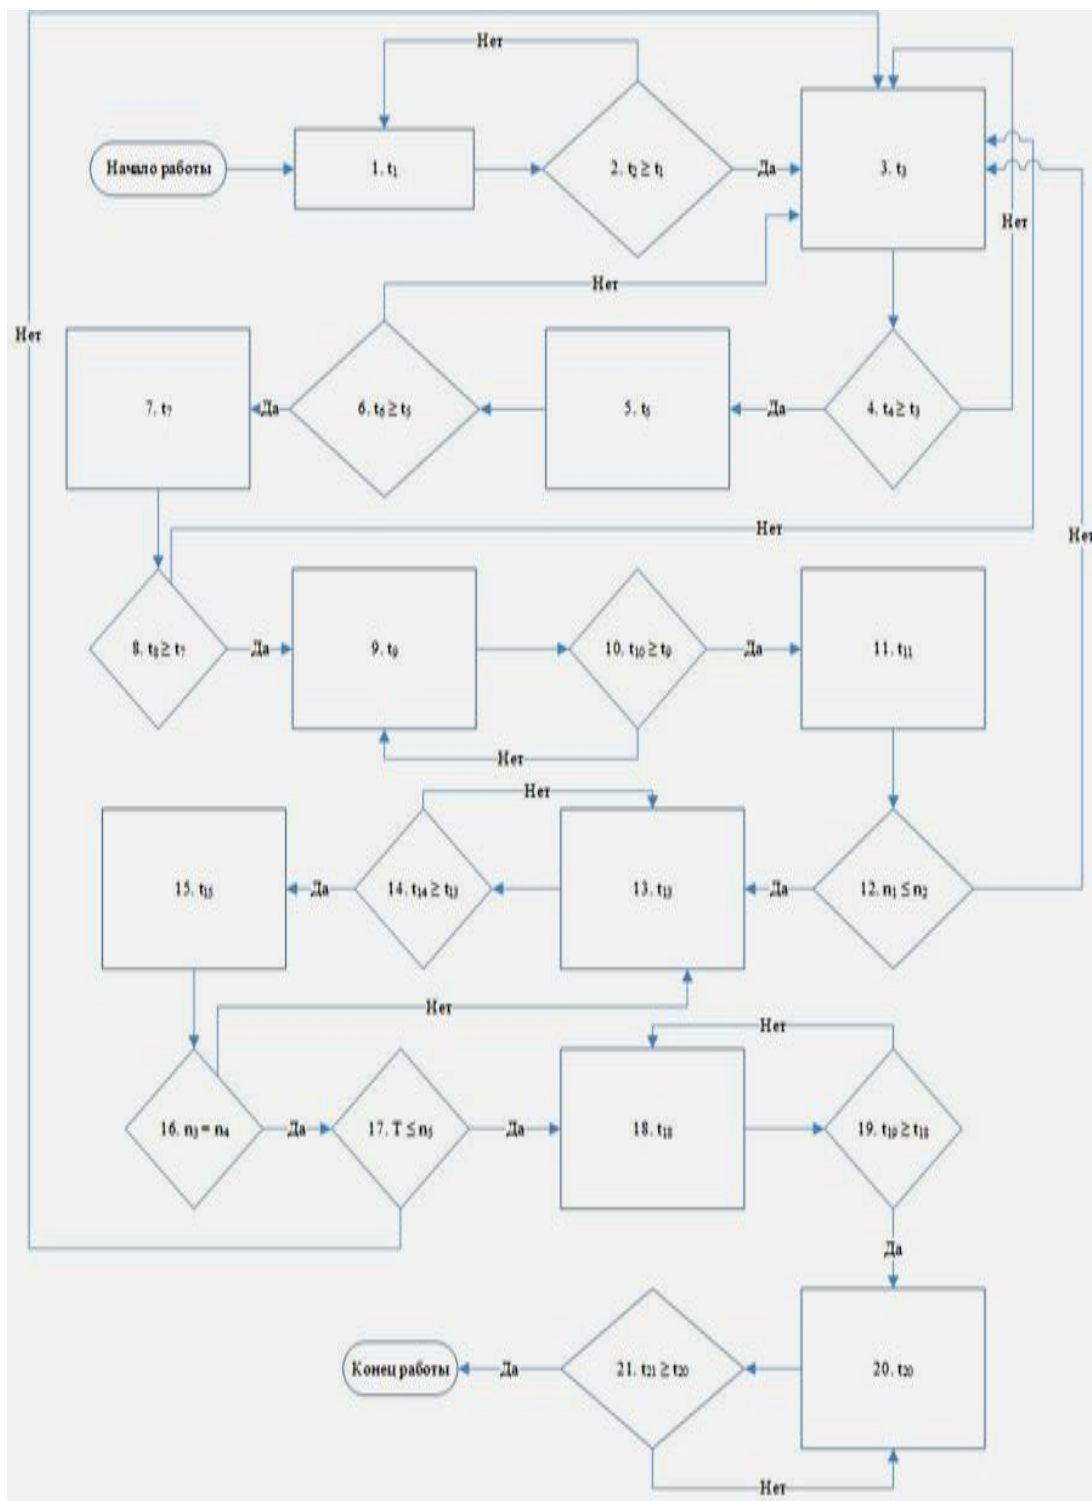 Нет
Начало работы
1. t₁
2. t₂ ≥ t₁
Да
3. t₃
Нет
Нет
Нет
7. t₇
Да
6. t₆ ≥ t₅
5. t₅
Да
4. t₄ ≥ t₃
Нет
Нет
8. t₈ ≥ t₇
Да
9. t₉
10. t₁₀ ≥ t₉
Да
11. t₁₁
Нет
Нет
15. t₁₅
Да
14. t₁₄ ≥ t₁₃
13. t₁₃
Да
12. n₁ ≤ n₂
Нет
Нет
16. n₃ = n₄
Да
17. T ≤ n₅
Да
18. t₁₈
19. t₁₉ ≥ t₁₈
Да
Конец работы
Да
21. t₂₁ ≥ t₂₀
20. t₂₀
Нет